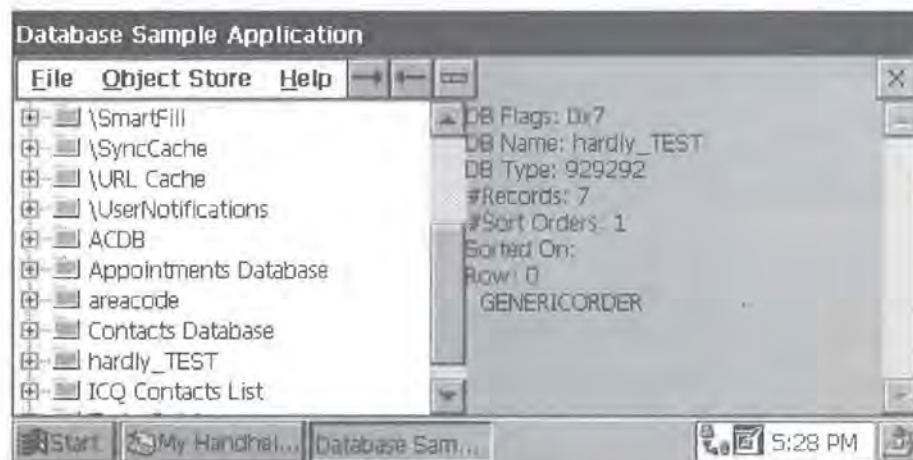 Database Sample Application
File Object Store Help
\SmartFill
\SyncCache
\URL Cache
\UserNotifications
ACDB
Appointments Database
areacode
Contacts Database
hardly_TEST
ICQ Contacts List
DB Flags: 0x7
DB Name: hardly_TEST
DB Type: 929292
#Records: 7
#Sort Orders: 1
Sorted On:
Row: 0
GENERICORDER
Start My Handhel... Database Sam... 5:28 PM